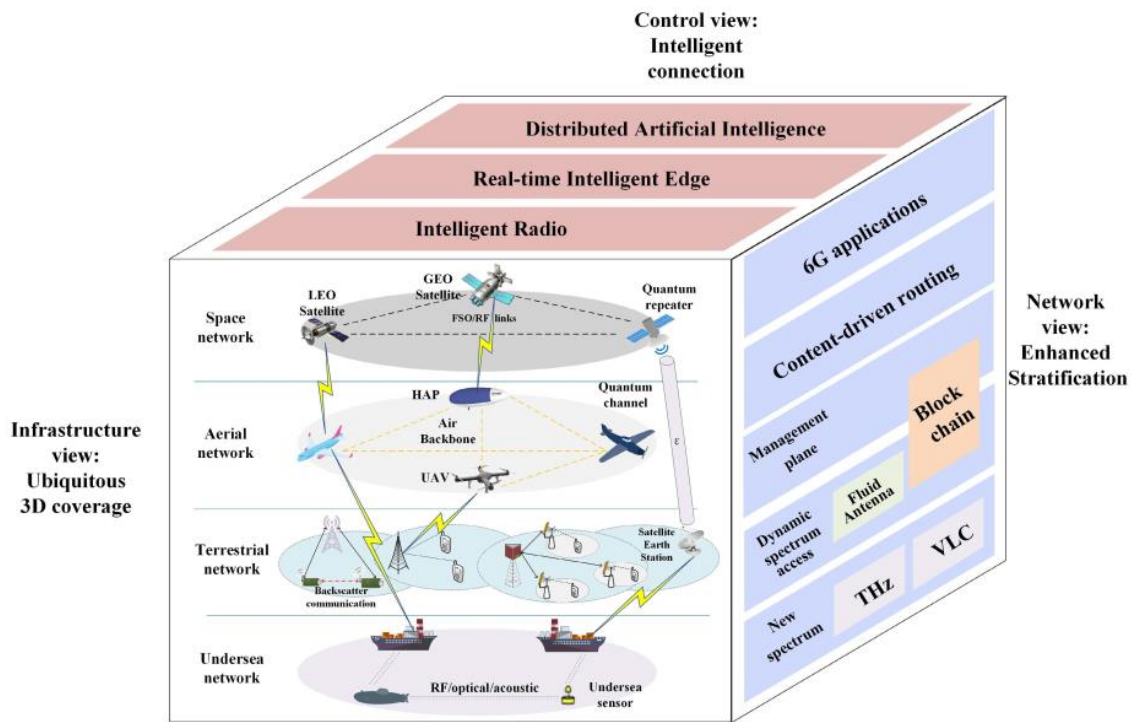 Control view:
Intelligent
connection
Distributed Artificial Intelligence
Real-time Intelligent Edge
Intelligent Radio
Infrastructure
view:
Ubiquitous
3D coverage
Space
network
LEO
Satellite
GEO
Satellite
FSO/RF links
Quantum
repeater
Aerial
network
HAP
Air
Backbone
UAV
Quantum
channel
ε
Terrestrial
network
Backscatter
communication
Satellite
Earth
Station
Undersea
network
RF/optical/acoustic
Undersea
sensor
6G applications
Content-driven routing
Management
plane
Block
chain
Dynamic
spectrum
access
Fluid
Antenna
New
spectrum
THz
VLC
Network
view:
Enhanced
Stratification